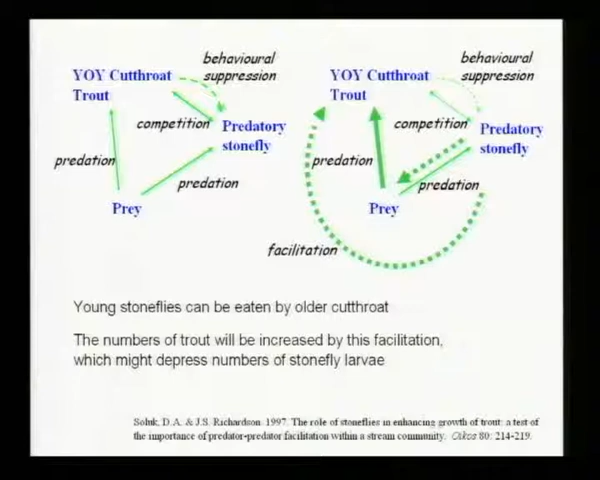 behavioural
suppression
YOY Cutthroat
Trout
competition
Predatory
stonefly
predation
predation
Prey
behavioural
suppression
YOY Cutthroat
Trout
competition
Predatory
stonefly
predation
predation
Prey
facilitation
Young stoneflies can be eaten by older cutthroat
The numbers of trout will be increased by this facilitation,
which might depress numbers of stonefly larvae
Soluk, D.A. & J.S. Richardson. 1997. The role of stoneflies in enhancing growth of trout: a test of
the importance of predator-predator facilitation within a stream community. Oikos 80: 214-219.